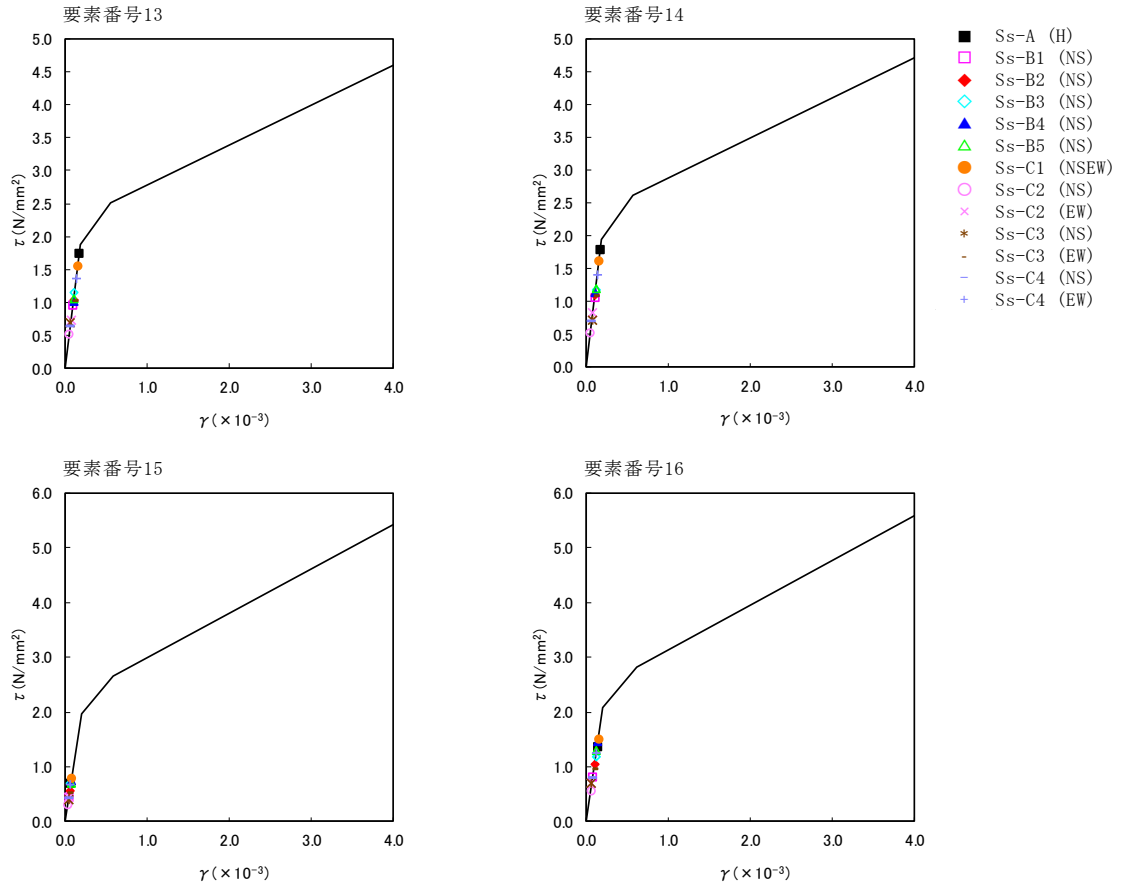 要素番号13
5.0
4.5
4.0
3.5
3.0
2.5
2.0
1.5
1.0
0.5
0.0
τ(N/mm²)
0.0 1.0 2.0 3.0 4.0
γ(×10⁻³)
要素番号14
5.0
4.5
4.0
3.5
3.0
2.5
2.0
1.5
1.0
0.5
0.0
τ(N/mm²)
0.0 1.0 2.0 3.0 4.0
γ(×10⁻³)
Ss-A (H)
Ss-B1 (NS)
Ss-B2 (NS)
Ss-B3 (NS)
Ss-B4 (NS)
Ss-B5 (NS)
Ss-C1 (NSEW)
Ss-C2 (NS)
Ss-C2 (EW)
Ss-C3 (NS)
Ss-C3 (EW)
Ss-C4 (NS)
Ss-C4 (EW)
要素番号15
6.0
5.0
4.0
3.0
2.0
1.0
0.0
τ(N/mm²)
0.0 1.0 2.0 3.0 4.0
γ(×10⁻³)
要素番号16
6.0
5.0
4.0
3.0
2.0
1.0
0.0
τ(N/mm²)
0.0 1.0 2.0 3.0 4.0
γ(×10⁻³)